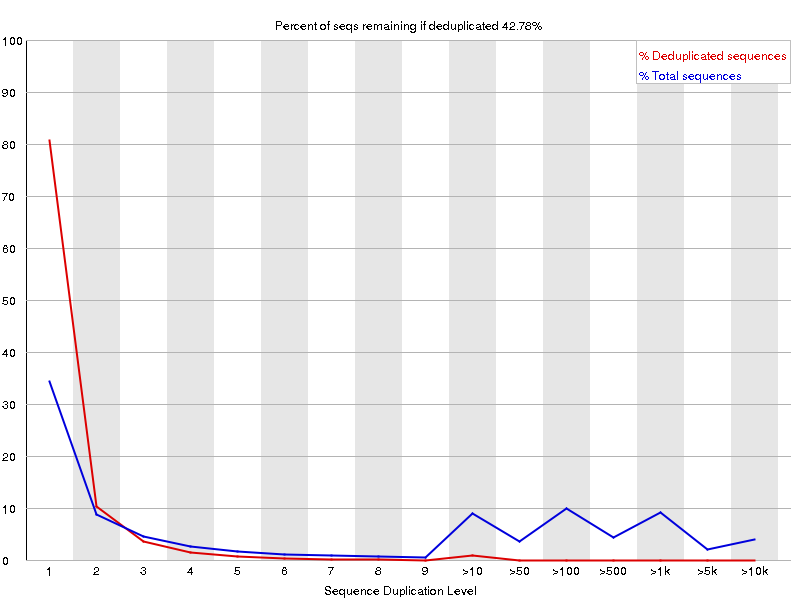 Percent of seqs remaining if deduplicated 42.78%
% Deduplicated sequences
% Total sequences
100
90
80
70
60
50
40
30
20
10
0
1 2 3 4 5 6 7 8 9 >10 >50 >100 >500 >1k >5k >10k
Sequence Duplication Level